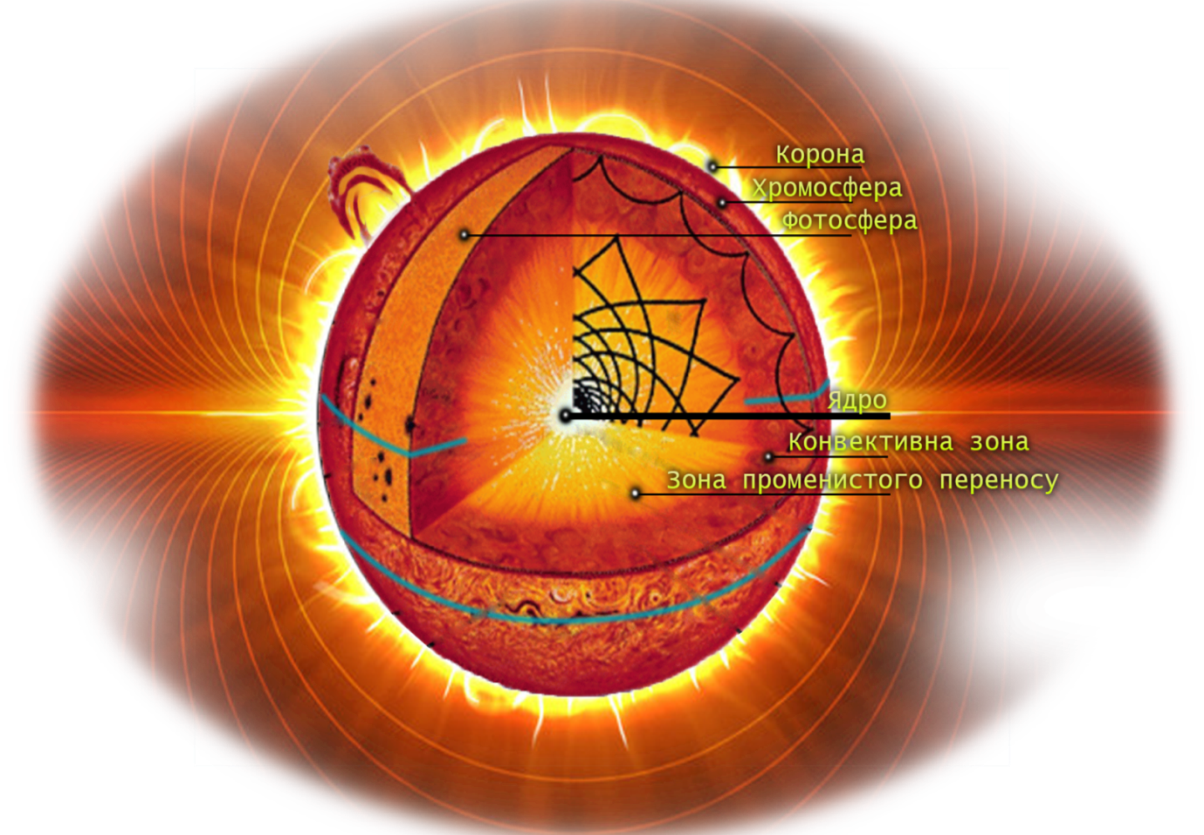 Корона
Хромосфера
Фотосфера
Ядро
Конвективна зона
Зона променистого переносу